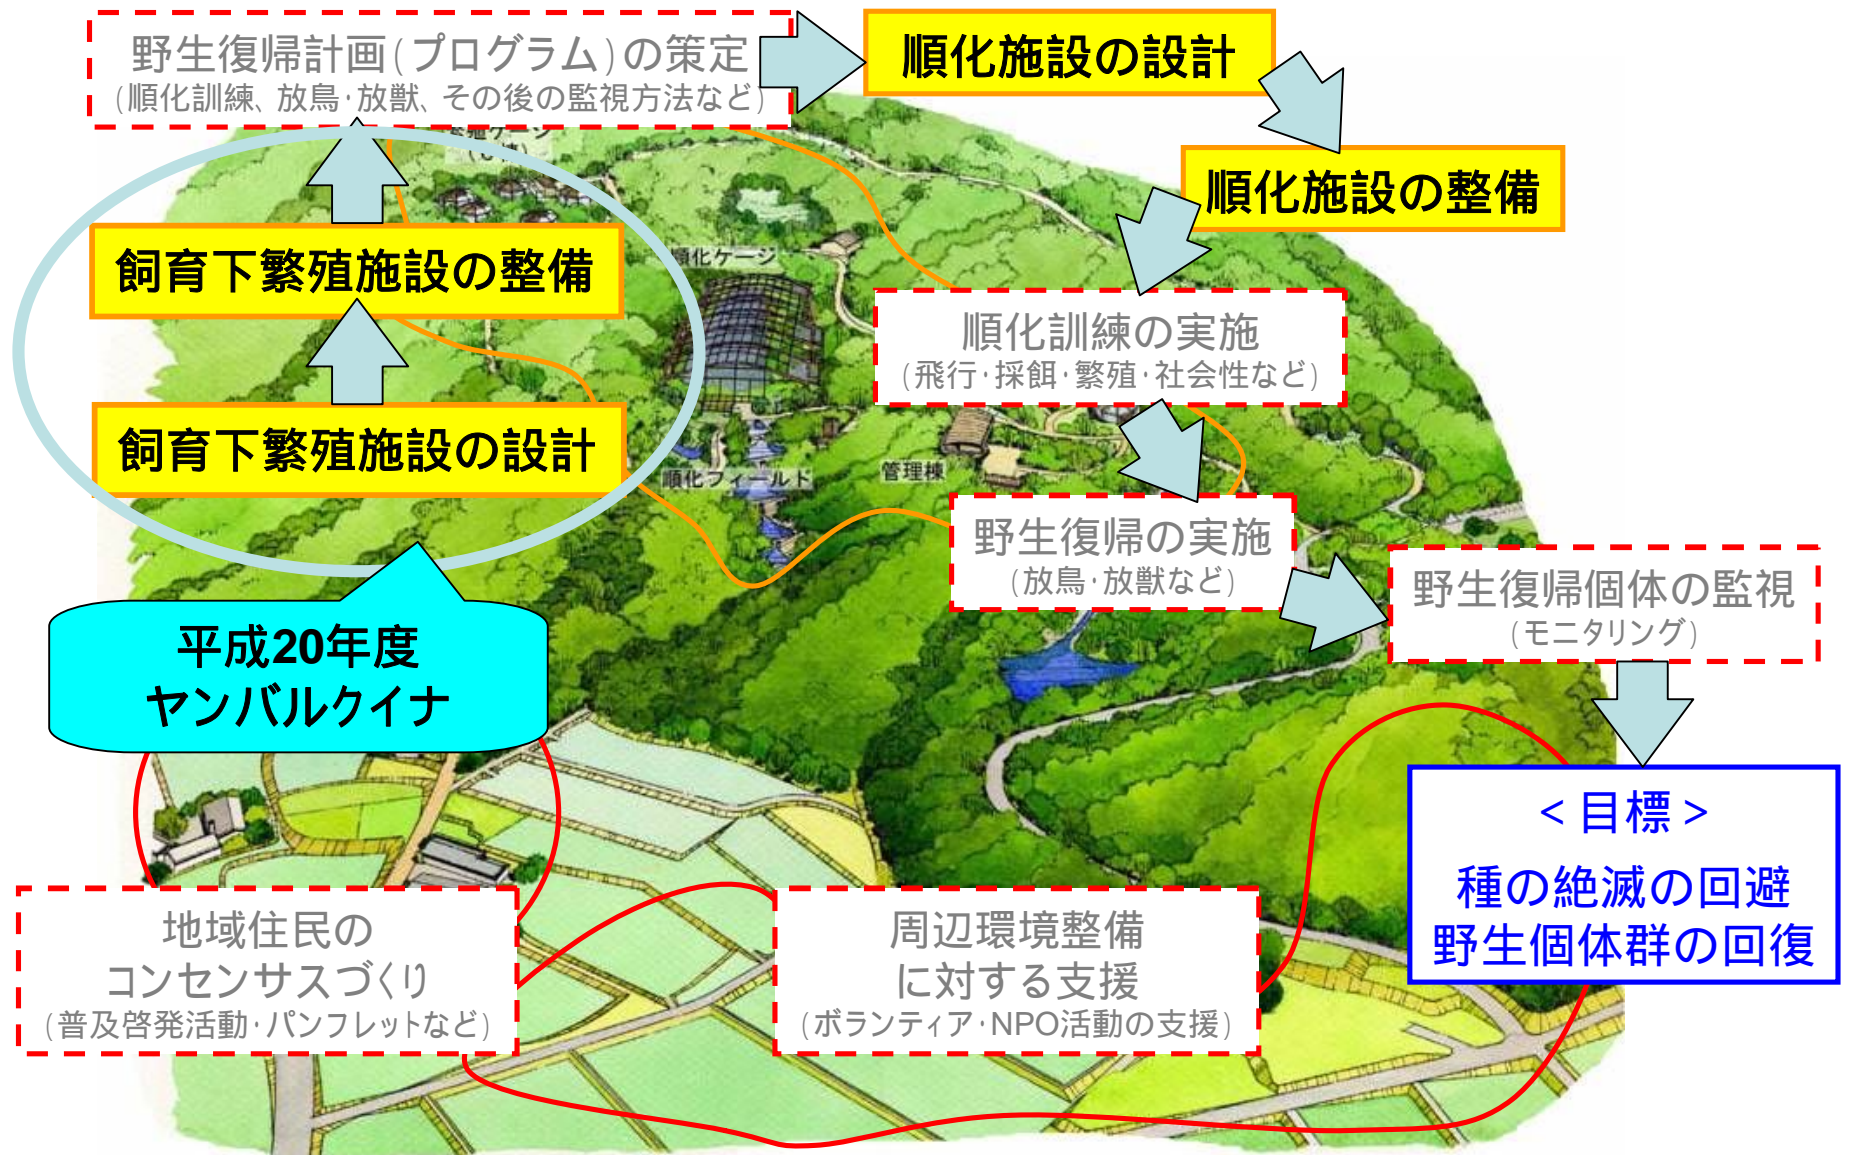 野生復帰計画(プログラム)の策定
(順化訓練、放鳥・放獣、その後の監視方法など)
順化施設の設計
順化施設の整備
飼育下繁殖施設の整備
飼育下繁殖施設の設計
順化ケージ
順化訓練の実施
(飛行・採餌・繁殖・社会性など)
順化フィールド
管理棟
野生復帰の実施
(放鳥・放獣など)
野生復帰個体の監視
(モニタリング)
平成20年度
ヤンバルクイナ
<目標>
種の絶滅の回避
野生個体群の回復
地域住民の
コンセンサスづくり
(普及啓発活動・パンフレットなど)
周辺環境整備
に対する支援
(ボランティア・NPO活動の支援)